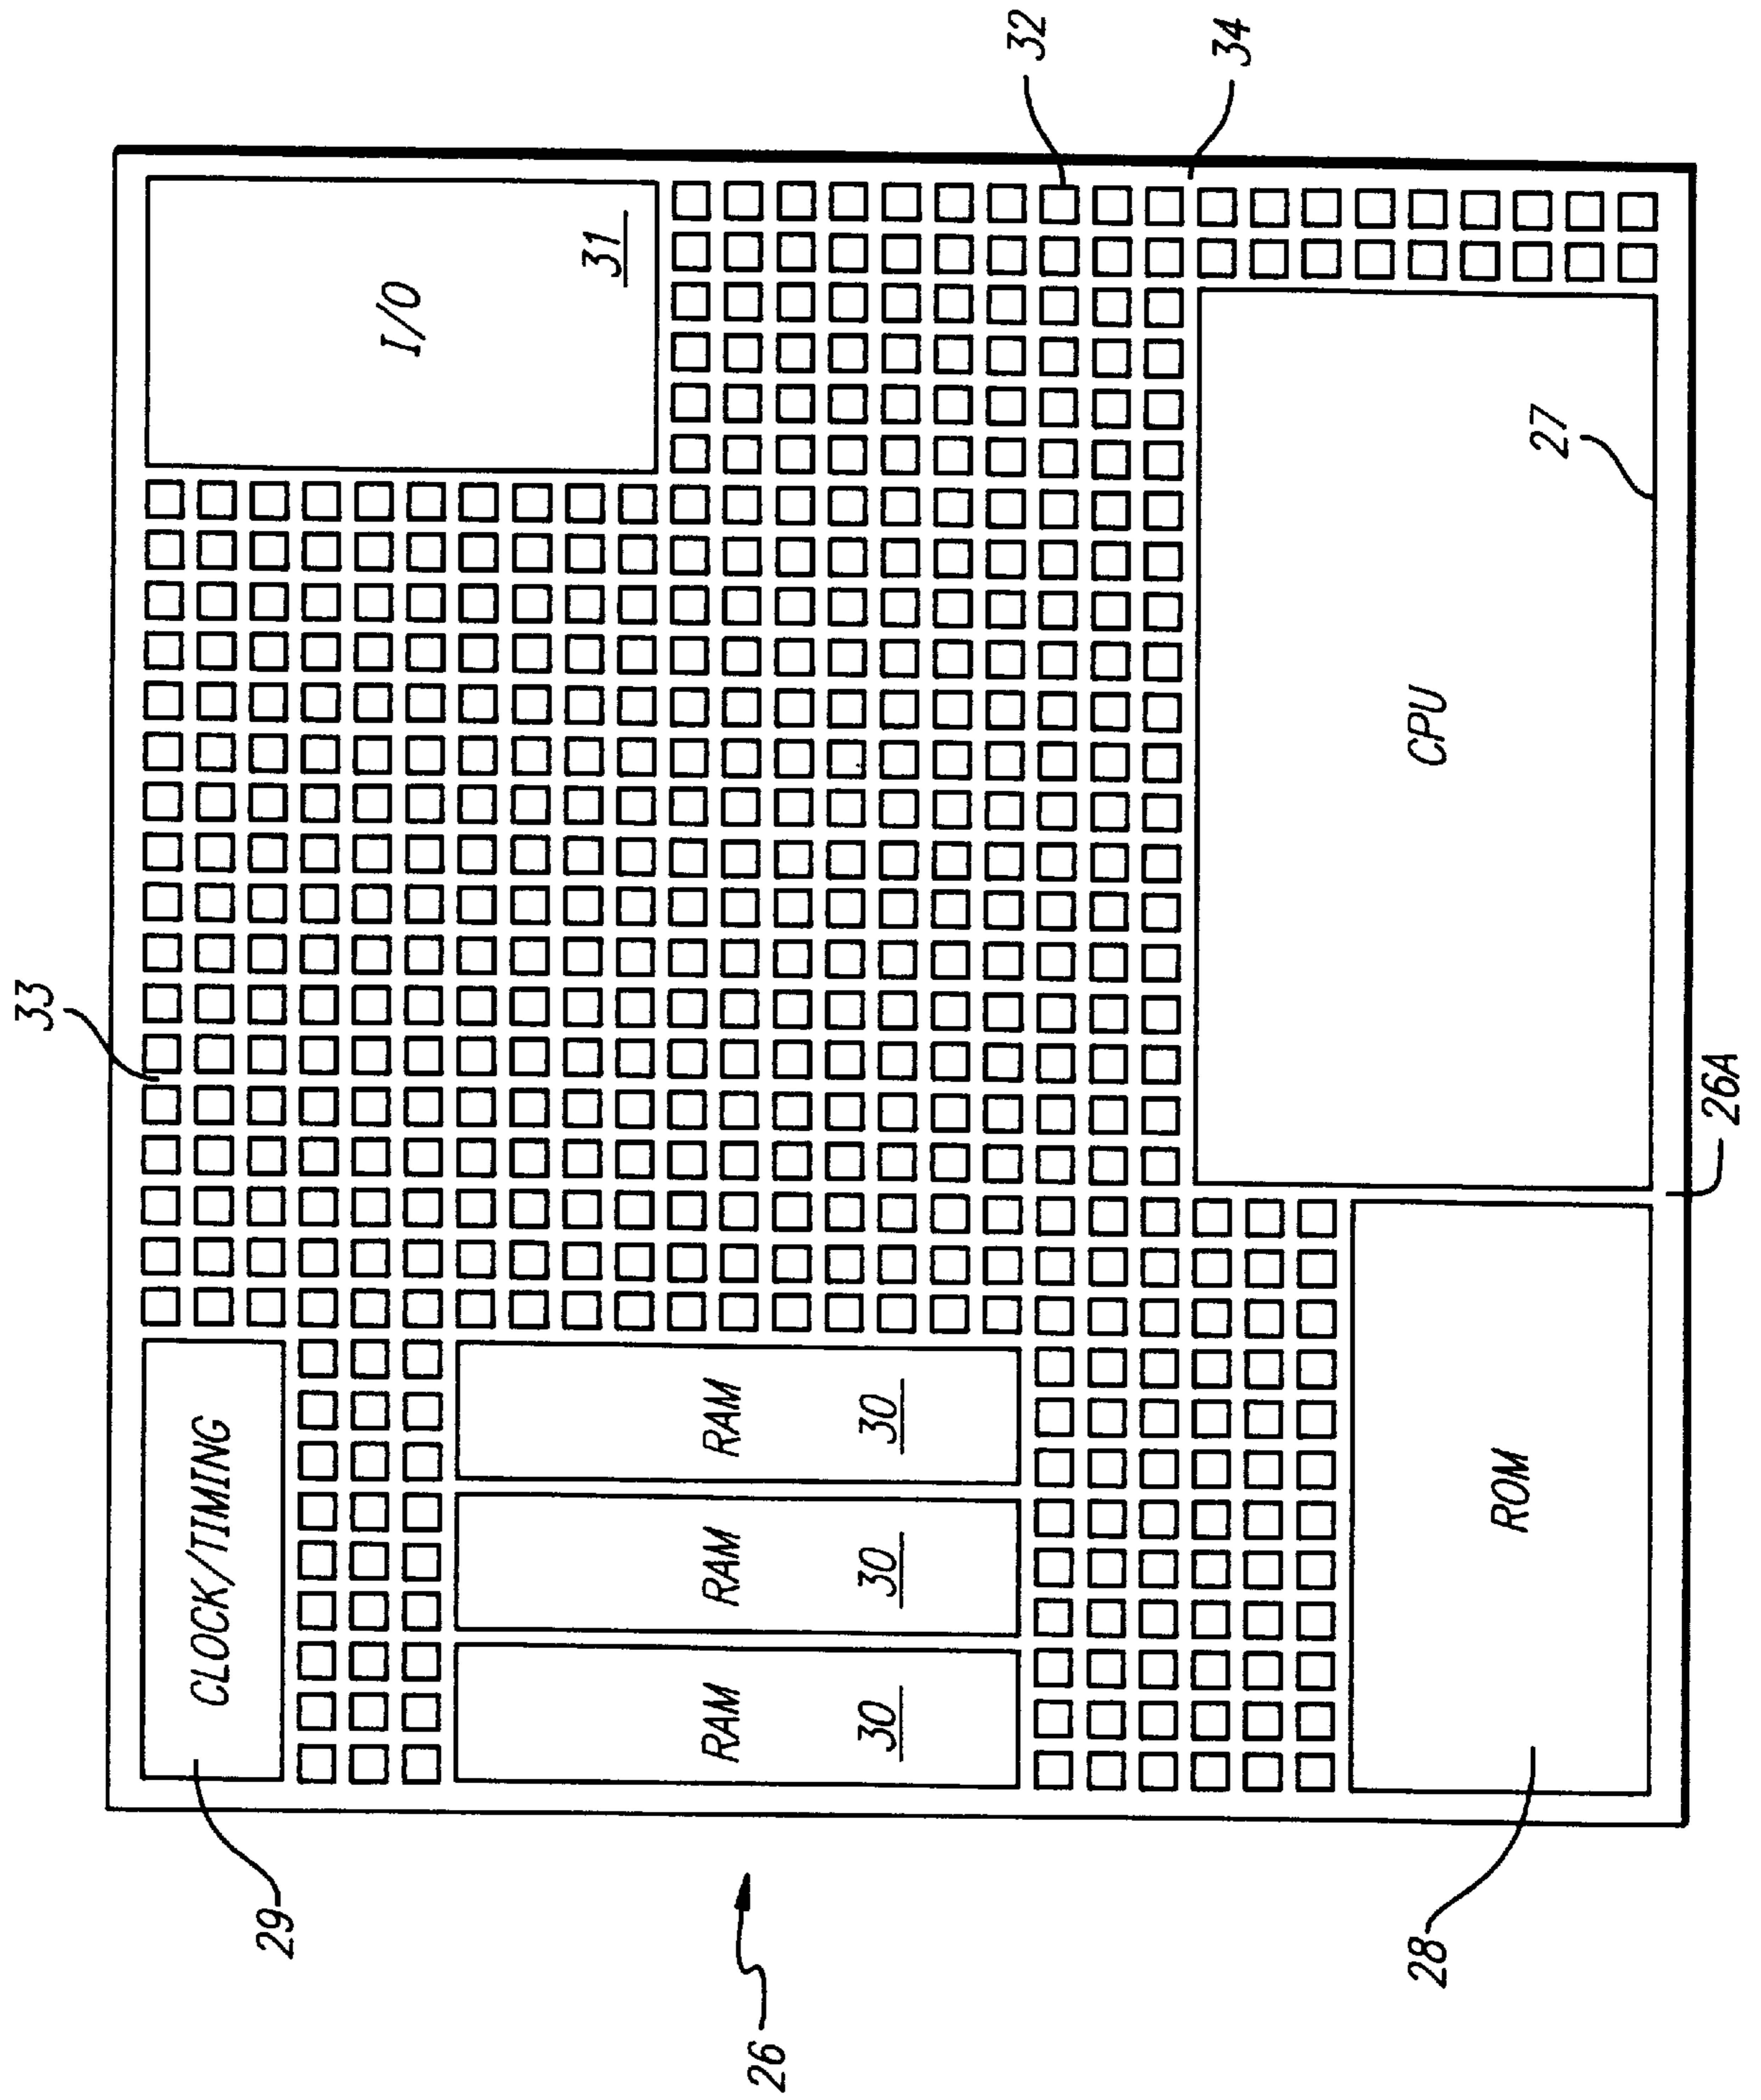 26
29
CLOCK/TIMING
33
I/O
31
RAM
30
RAM
30
RAM
30
32
34
28
ROM
CPU
27
26A